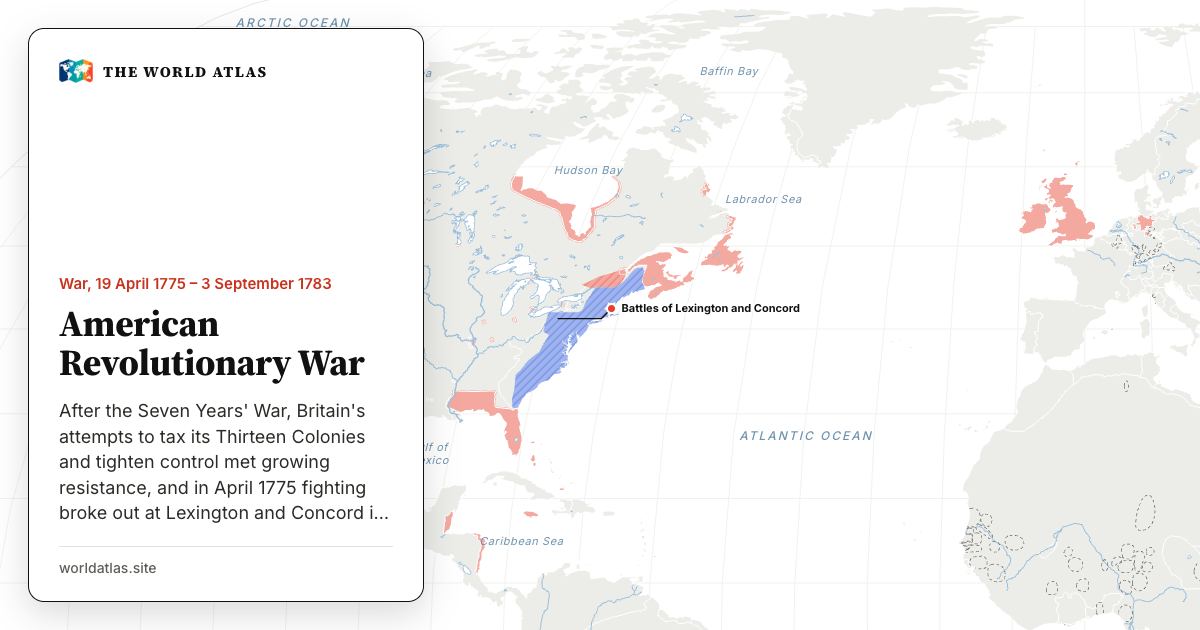 ARCTIC OCEAN
THE WORLD ATLAS
War, 19 April 1775 – 3 September 1783
American
Revolutionary War
After the Seven Years' War, Britain's
attempts to tax its Thirteen Colonies
and tighten control met growing
resistance, and in April 1775 fighting
broke out at Lexington and Concord i...
worldatlas.site
Baffin Bay
Hudson Bay
Labrador Sea
Battles of Lexington and Concord
ATLANTIC OCEAN
lf of
xico
Caribbean Sea